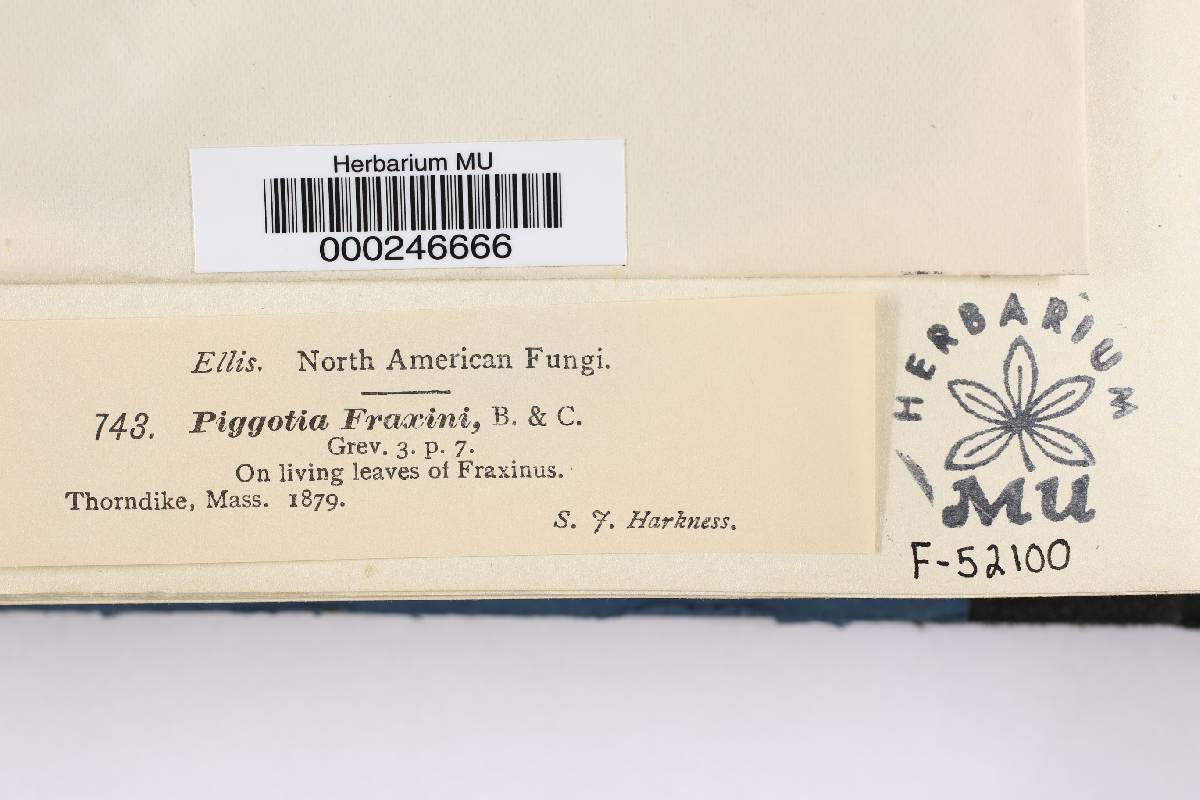 Herbarium MU
000246666
Ellis. North American Fungi.
743. Piggotia Fraxini, B. & C.
Grev. 3. p. 7.
On living leaves of Fraxinus.
Thorndike, Mass. 1879.
S. J. Harkness.
HERBARIUM
MU
F-52100